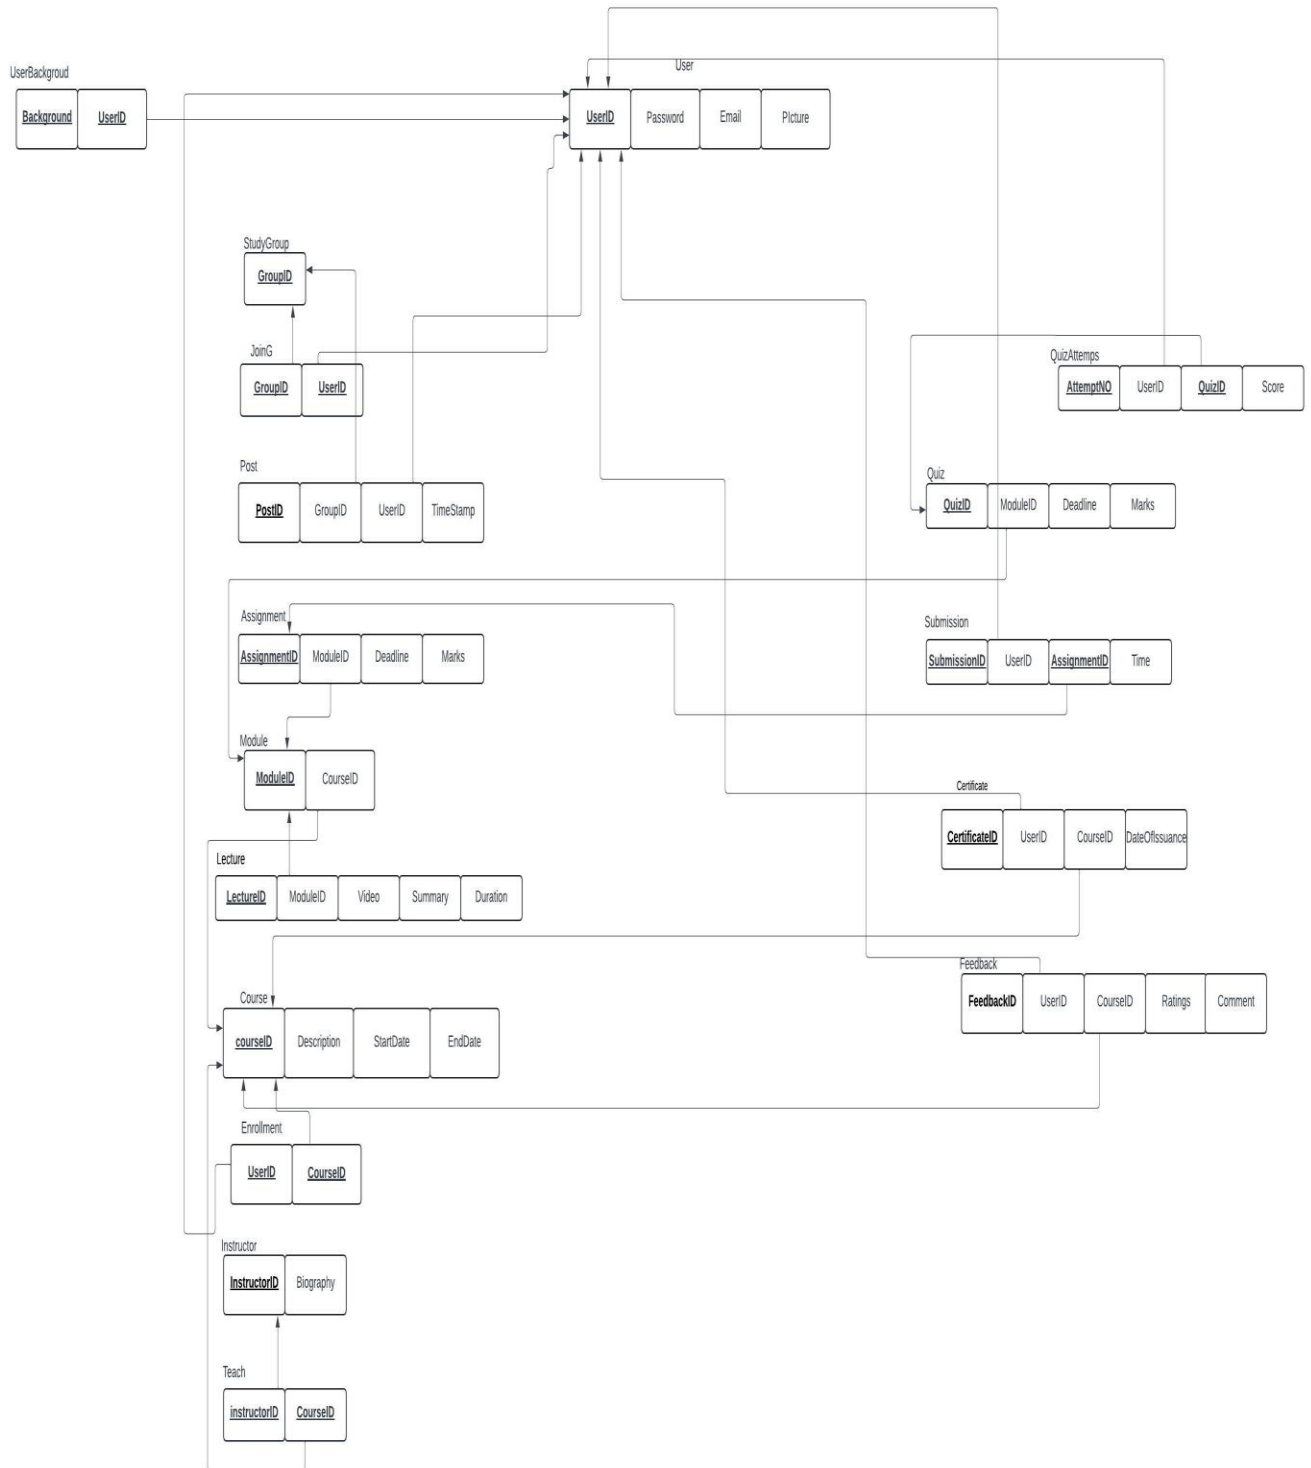 User
UserBackgroud
Background UserID
UserID Password Email PIcture
StudyGroup
GroupID
JoinG
GroupID UserID
QuizAttemps
AttemptNO UserID QuizID Score
Post
PostID GroupID UserID TimeStamp
Quiz
QuizID ModuleID Deadline Marks
Assignment
AssignmentID ModuleID Deadline Marks
Submission
SubmissionID UserID AssignmentID Time
Module
ModuleID CourseID
Certificate
CertificateID UserID CourseID DateOfIssuance
Lecture
LectureID ModuleID Video Summary Duration
Feedback
FeedbackID UserID CourseID Ratings Comment
Course
courseID Description StartDate EndDate
Enrollment
UserID CourseID
Instructor
InstructorID Biography
Teach
instructorID CourseID